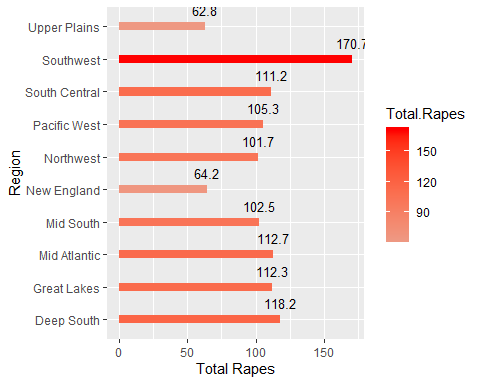 Region
Upper Plains
Southwest
South Central
Pacific West
Northwest
New England
Mid South
Mid Atlantic
Great Lakes
Deep South
62.8
170.7
111.2
105.3
101.7
64.2
102.5
112.7
112.3
118.2
0 50 100 150
Total Rapes
Total.Rapes
150
120
90